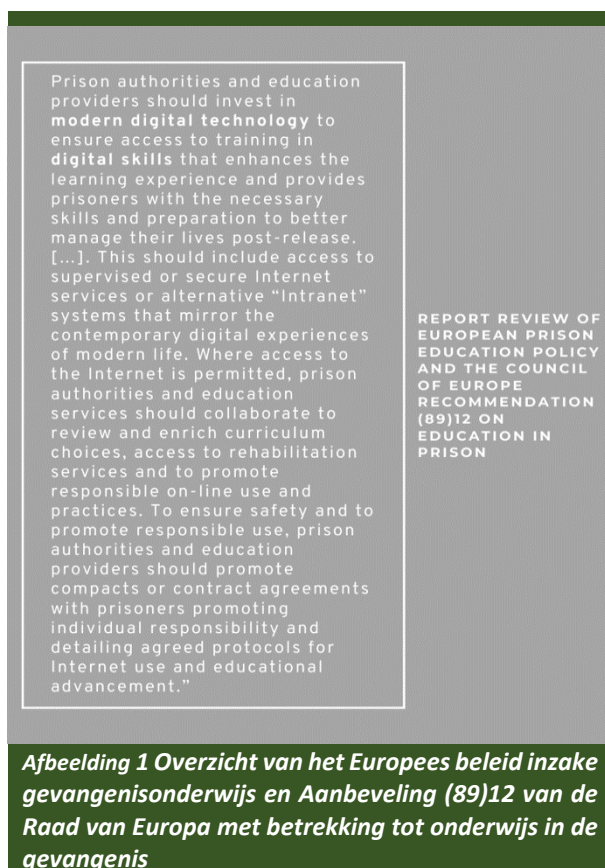 Prison authorities and education
providers should invest in
modern digital technology to
ensure access to training in
digital skills that enhances the
learning experience and provides
prisoners with the necessary
skills and preparation to better
manage their lives post-release.
[...]. This should include access to
supervised or secure Internet
services or alternative “Intranet”
systems that mirror the
contemporary digital experiences
of modern life. Where access to
the Internet is permitted, prison
authorities and education
services should collaborate to
review and enrich curriculum
choices, access to rehabilitation
services and to promote
responsible on-line use and
practices. To ensure safety and to
promote responsible use, prison
authorities and education
providers should promote
compacts or contract agreements
with prisoners promoting
individual responsibility and
detailing agreed protocols for
Internet use and educational
advancement.”
REPORT REVIEW OF
EUROPEAN PRISON
EDUCATION POLICY
AND THE COUNCIL
OF EUROPE
RECOMMENDATION
(89)12 ON
EDUCATION IN
PRISON
Afbeelding 1 Overzicht van het Europees beleid inzake
gevangenisonderwijs en Aanbeveling (89)12 van de
Raad van Europa met betrekking tot onderwijs in de
gevangenis